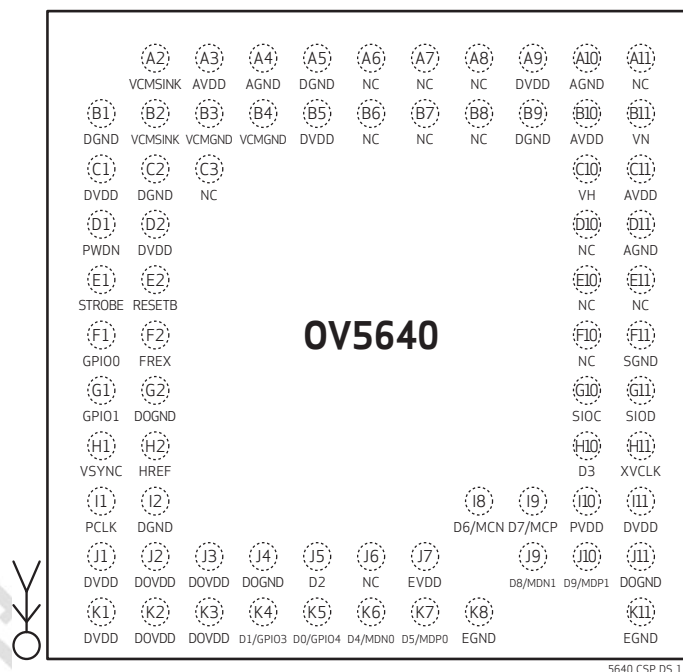 A2 A3 A4 A5 A6 A7 A8 A9 A10 A11
VCMSINK AVDD AGND DGND NC NC NC DVDD AGND NC
B1 B2 B3 B4 B5 B6 B7 B8 B9 B10 B11
DGND VCMSINK VCMGND VCMGND DVDD NC NC NC DGND AVDD VN
C1 C2 C3 C10 C11
DVDD DGND NC VH AVDD
D1 D2 D10 D11
PWDN DVDD NC AGND
E1 E2 E10 E11
STROBE RESETB NC NC
OV5640
F1 F2 F10 F11
GPIO0 FREX NC SGND
G1 G2 G10 G11
GPIO1 DOGND SIOC SIOD
H1 H2 H10 H11
VSYNC HREF D3 XVCLK
I1 I2 I8 I9 I10 I11
PCLK DGND D6/MCN D7/MCP PVDD DVDD
J1 J2 J3 J4 J5 J6 J7 J9 J10 J11
DVDD DOVDD DOVDD DOGND D2 NC EVDD D8/MDN1 D9/MDP1 DOGND
K1 K2 K3 K4 K5 K6 K7 K8 K11
DVDD DOVDD DOVDD D1/GPIO3 D0/GPIO4 D4/MDN0 D5/MDP0 EGND EGND